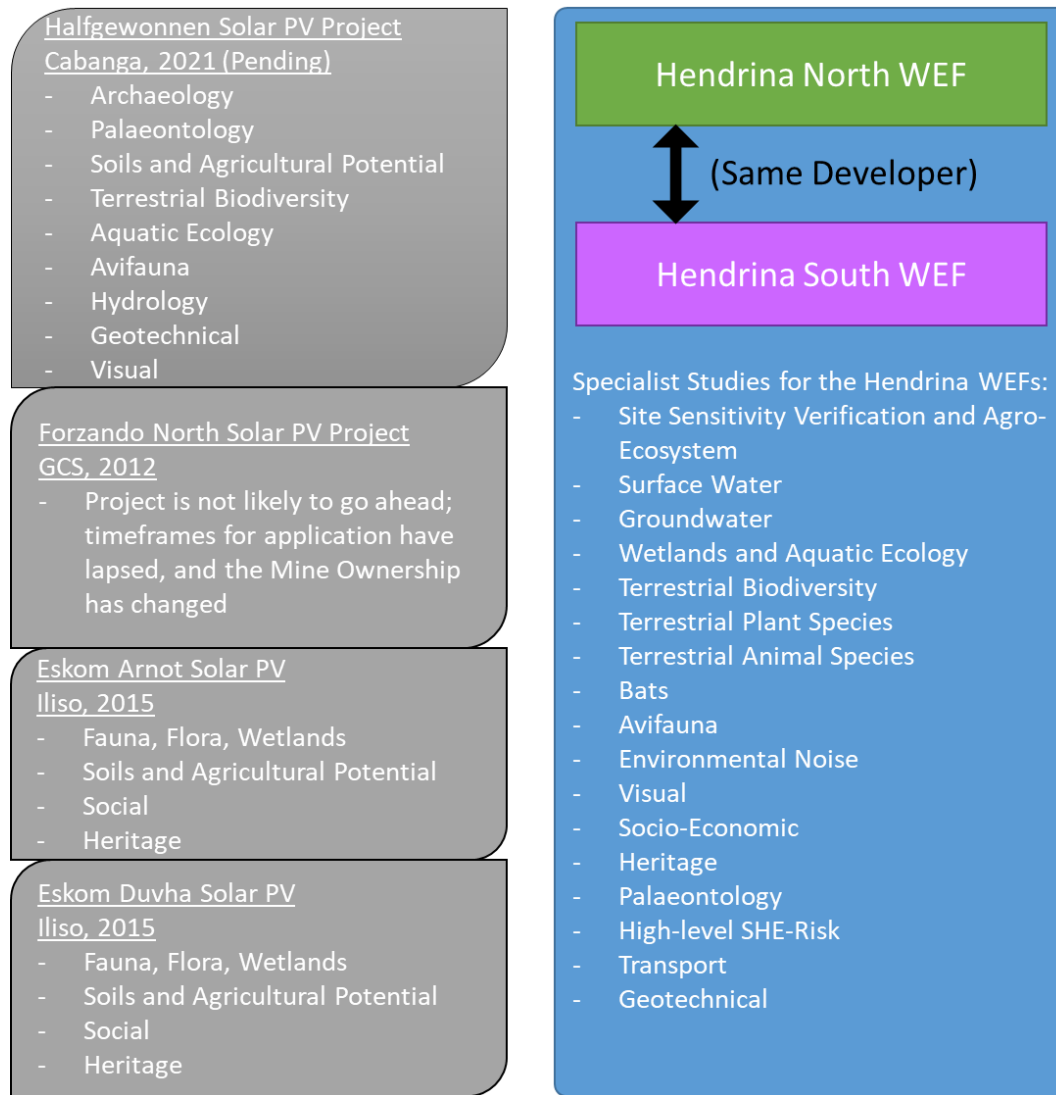 Halfgewonnen Solar PV Project
Cabanga, 2021 (Pending)
- Archaeology
- Palaeontology
- Soils and Agricultural Potential
- Terrestrial Biodiversity
- Aquatic Ecology
- Avifauna
- Hydrology
- Geotechnical
- Visual
Forzando North Solar PV Project
GCS, 2012
- Project is not likely to go ahead;
timeframes for application have
lapsed, and the Mine Ownership
has changed
Eskom Arnot Solar PV
Iliso, 2015
- Fauna, Flora, Wetlands
- Soils and Agricultural Potential
- Social
- Heritage
Eskom Duvha Solar PV
Iliso, 2015
- Fauna, Flora, Wetlands
- Soils and Agricultural Potential
- Social
- Heritage
Hendrina North WEF
(Same Developer)
Hendrina South WEF
Specialist Studies for the Hendrina WEFs:
- Site Sensitivity Verification and Agro-
Ecosystem
- Surface Water
- Groundwater
- Wetlands and Aquatic Ecology
- Terrestrial Biodiversity
- Terrestrial Plant Species
- Terrestrial Animal Species
- Bats
- Avifauna
- Environmental Noise
- Visual
- Socio-Economic
- Heritage
- Palaeontology
- High-level SHE-Risk
- Transport
- Geotechnical